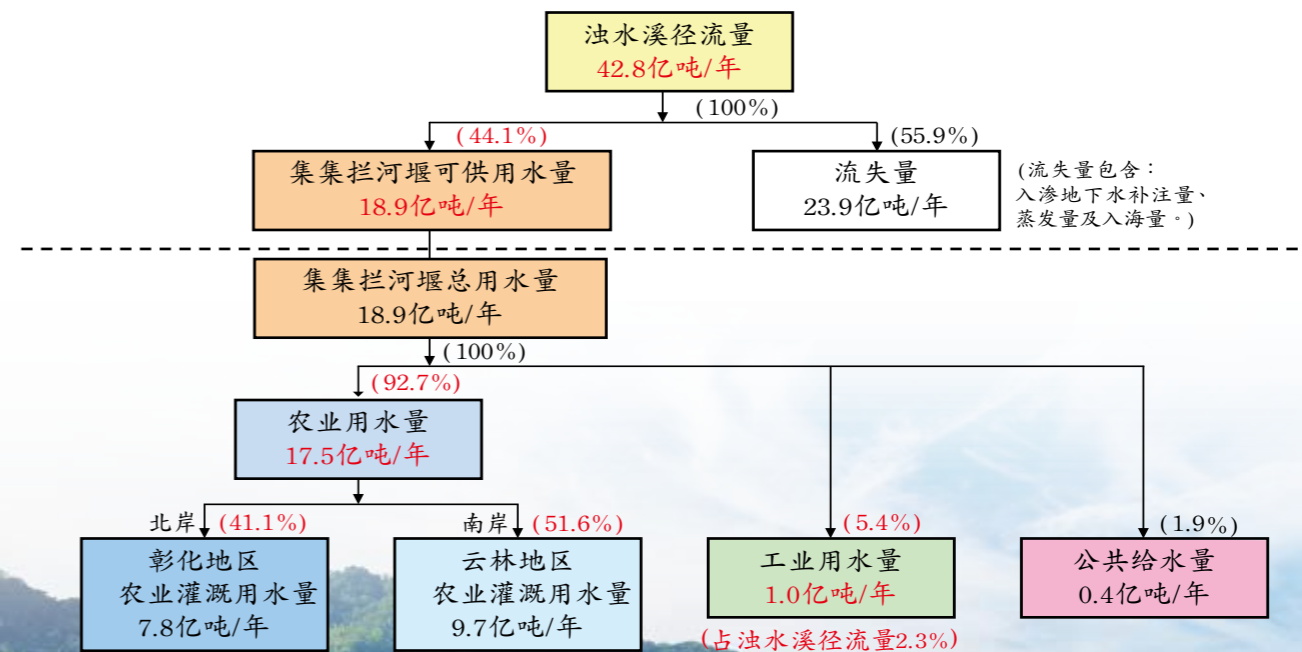 浊水溪径流量
42.8亿吨/年
(100%)
(44.1%)
(55.9%)
集集拦河堰可供用水量
18.9亿吨/年
流失量
23.9亿吨/年
(流失量包含：
入渗地下水补注量、
蒸发量及入海量。)
集集拦河堰总用水量
18.9亿吨/年
(100%)
(92.7%)
农业用水量
17.5亿吨/年
北岸 (41.1%)
南岸 (51.6%)
(5.4%)
(1.9%)
彰化地区
农业灌溉用水量
7.8亿吨/年
云林地区
农业灌溉用水量
9.7亿吨/年
工业用水量
1.0亿吨/年
(占浊水溪径流量2.3%)
公共给水量
0.4亿吨/年